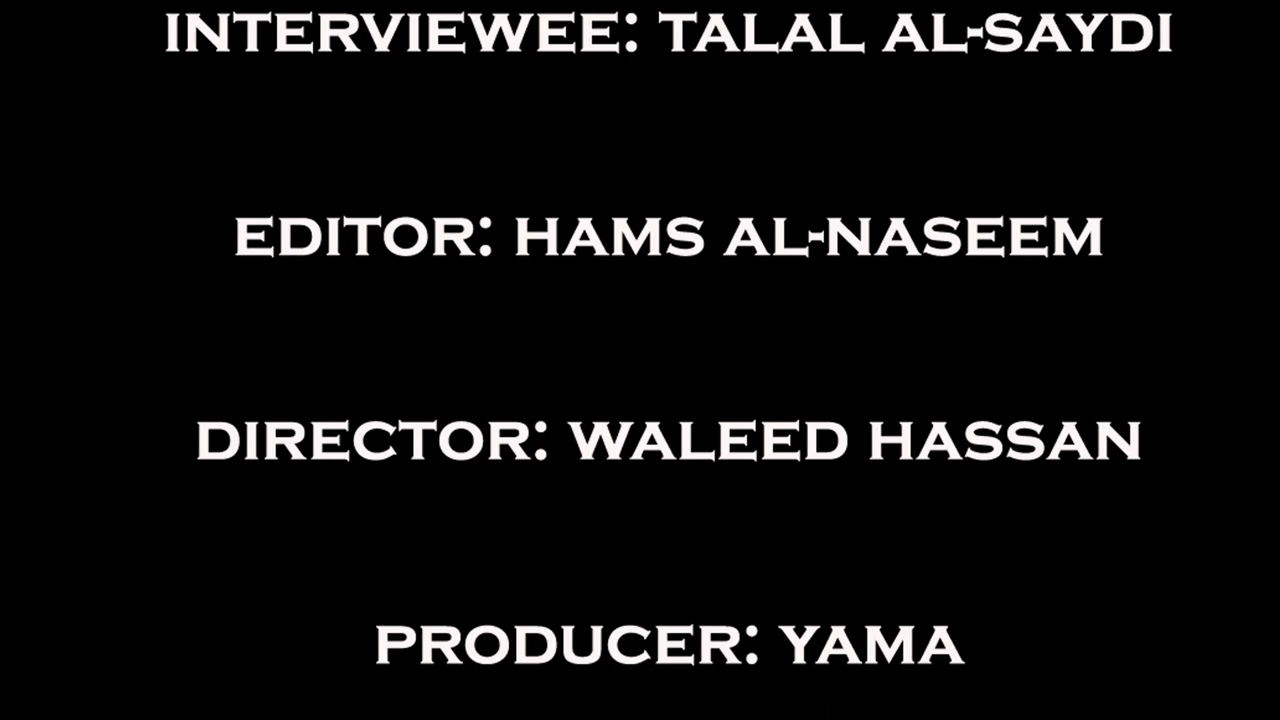 INTERVIEWEE: TALAL AL-SAYDI
EDITOR: HAMS AL-NASEEM
DIRECTOR: WALEED HASSAN
PRODUCER: YAMA